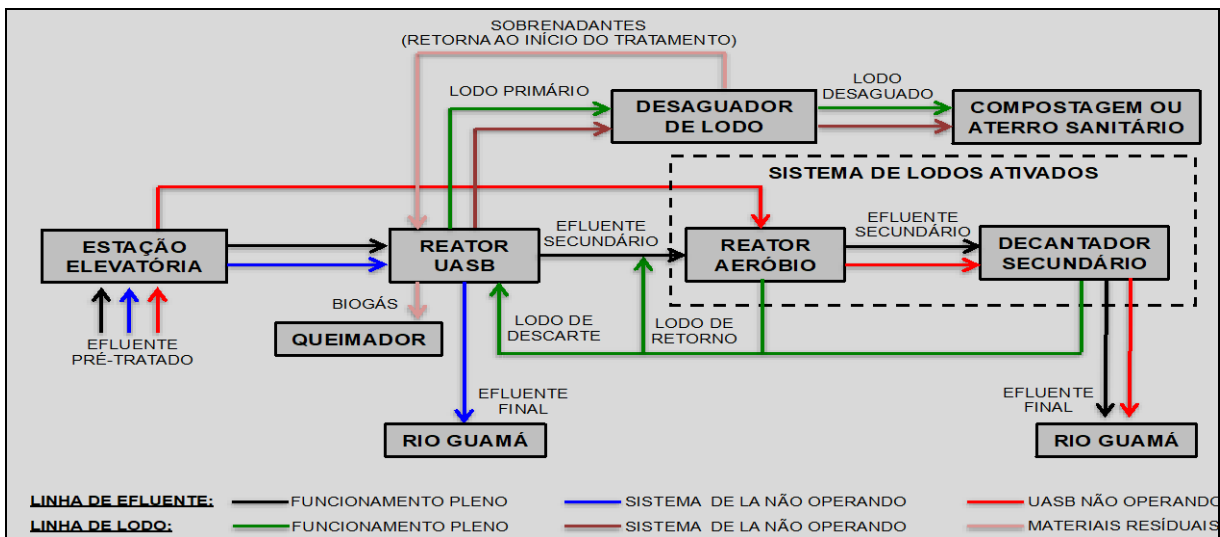 SOBRENADANTES
(RETORNA AO INÍCIO DO TRATAMENTO)
LODO PRIMÁRIO
DESAGUADOR
DE LODO
LODO
DESAGUADO
COMPOSTAGEM OU
ATERRO SANITÁRIO
SISTEMA DE LODOS ATIVADOS
ESTAÇÃO
ELEVATÓRIA
REATOR
UASB
EFLUENTE
SECUNDÁRIO
REATOR
AERÓBIO
EFLUENTE
SECUNDÁRIO
DECANTADOR
SECUNDÁRIO
EFLUENTE
PRÉ-TRATADO
BIOGÁS
QUEIMADOR
LODO DE
DESCARTE
LODO DE
RETORNO
EFLUENTE
FINAL
RIO GUAMÁ
EFLUENTE
FINAL
RIO GUAMÁ
LINHA DE EFLUENTE: FUNCIONAMENTO PLENO SISTEMA DE LA NÃO OPERANDO UASB NÃO OPERANDO
LINHA DE LODO: FUNCIONAMENTO PLENO SISTEMA DE LA NÃO OPERANDO MATERIAIS RESÍDUAIS